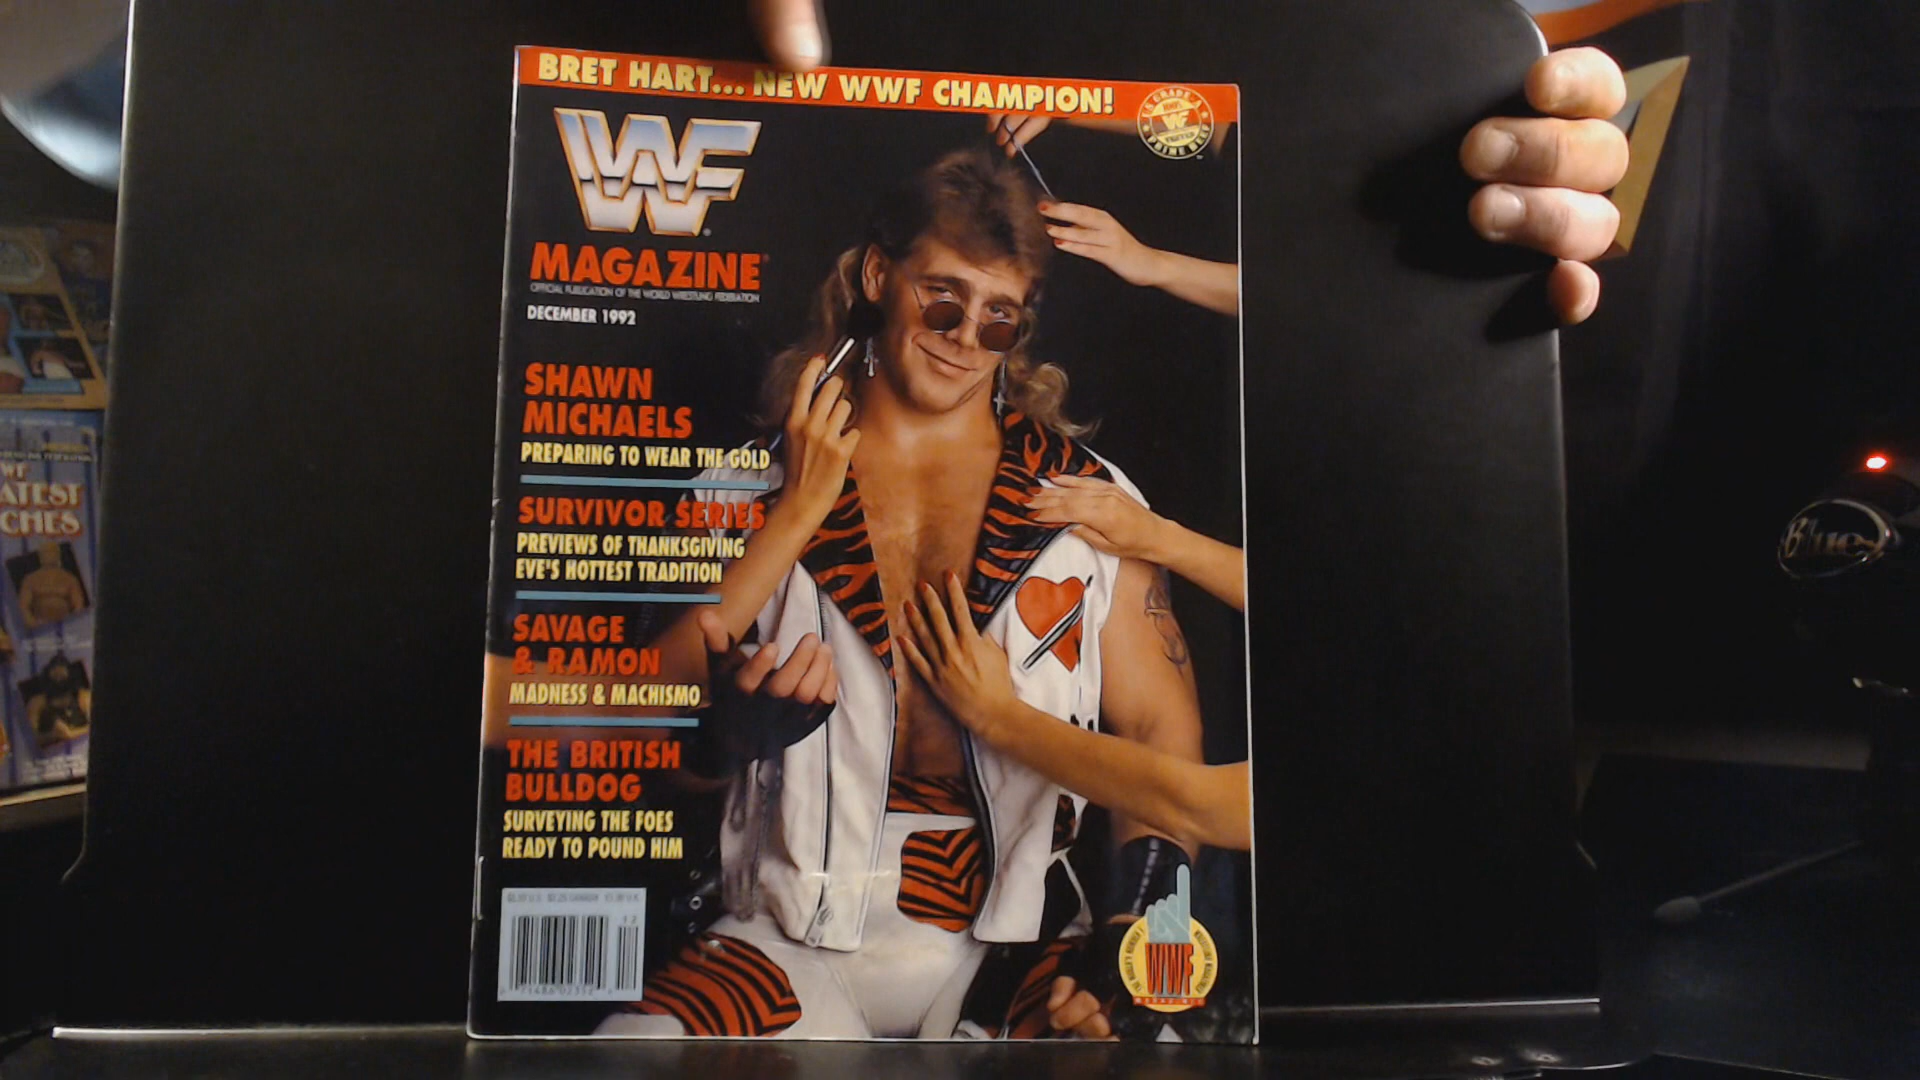 BRET HART... NEW WWF CHAMPION!
WWF
MAGAZINE
OFFICIAL PUBLICATION OF THE WORLD WRESTLING FEDERATION
DECEMBER 1992
SHAWN
MICHAELS
PREPARING TO WEAR THE GOLD
SURVIVOR SERIES
PREVIEWS OF THANKSGIVING
EVE'S HOTTEST TRADITION
SAVAGE
& RAMON
MADNESS & MACHISMO
THE BRITISH
BULLDOG
SURVEYING THE FOES
READY TO POUND HIM
12
WWF
MAGAZINE
Blue